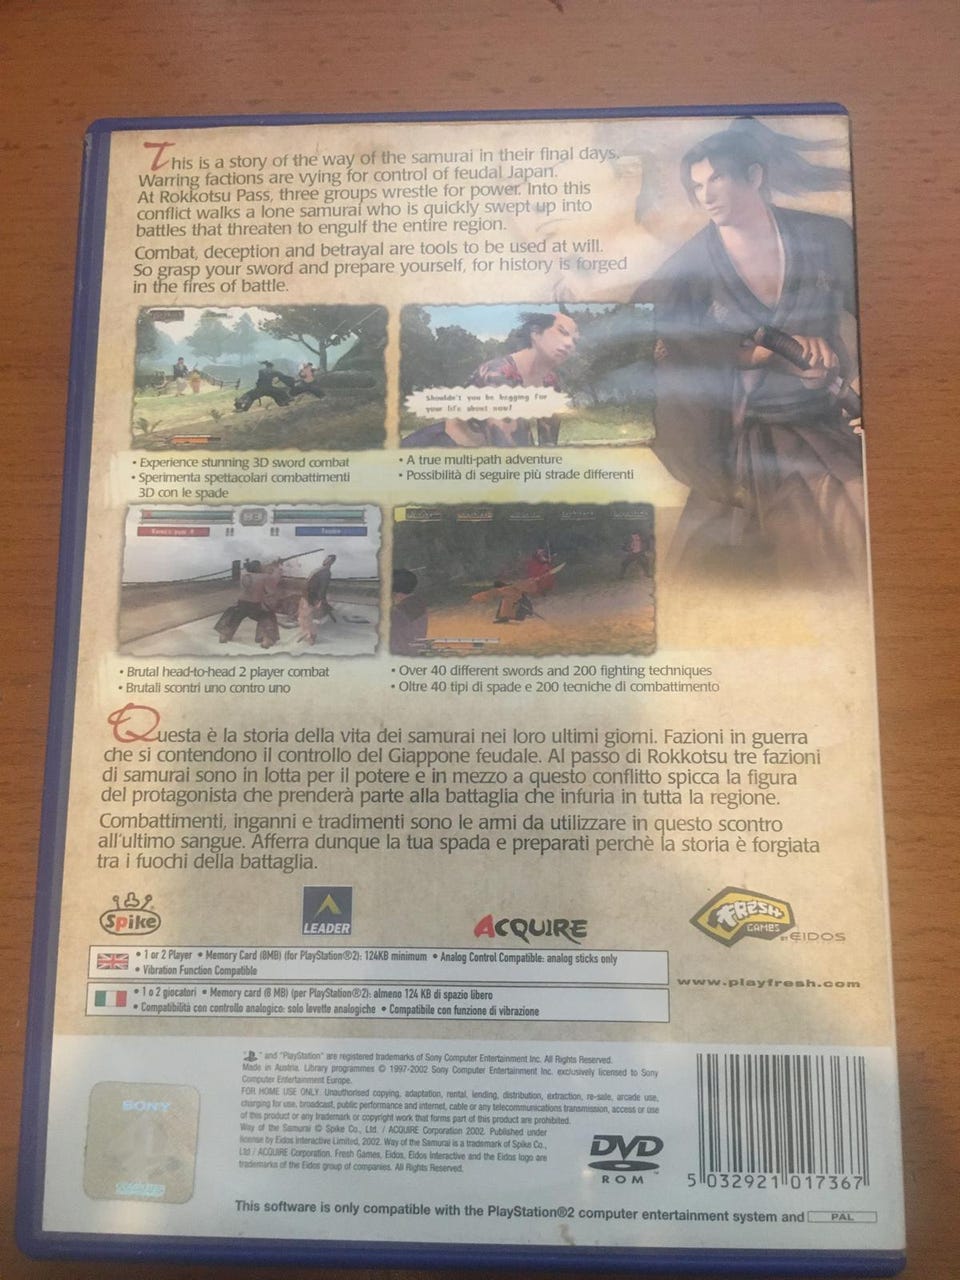 This is a story of the way of the samurai in their final days.
Warring factions are vying for control of feudal Japan.
At Rokkotsu Pass, three groups wrestle for power. Into this
conflict walks a lone samurai who is quickly swept up into
battles that threaten to engulf the entire region.
Combat, deception and betrayal are tools to be used at will.
So grasp your sword and prepare yourself, for history is forged
in the fires of battle.
Shouldn't you be begging for
your life about now?
• Experience stunning 3D sword combat
• Sperimenta spettacolari combattimenti
3D con le spade
• A true multi-path adventure
• Possibilità di seguire più strade differenti
• Brutal head-to-head 2 player combat
• Brutali scontri uno contro uno
• Over 40 different swords and 200 fighting techniques
• Oltre 40 tipi di spade e 200 tecniche di combattimento
Questa è la storia della vita dei samurai nei loro ultimi giorni. Fazioni in guerra
che si contendono il controllo del Giappone feudale. Al passo di Rokkotsu tre fazioni
di samurai sono in lotta per il potere e in mezzo a questo conflitto spicca la figura
del protagonista che prenderà parte alla battaglia che infuria in tutta la regione.
Combattimenti, inganni e tradimenti sono le armi da utilizzare in questo scontro
all'ultimo sangue. Afferra dunque la tua spada e preparati perchè la storia è forgiata
tra i fuochi della battaglia.
Spike
LEADER
ACQUIRE
FRESH
GAMES
BY EIDOS
• 1 or 2 Player • Memory Card (8MB) (for PlayStation®2): 124KB minimum • Analog Control Compatible: analog sticks only
• Vibration Function Compatible
• 1 o 2 giocatori • Memory card (8 MB) (per PlayStation®2): almeno 124 KB di spazio libero
• Compatibilità con controllo analogico: solo levette analogiche • Compatibile con funzione di vibrazione
www.playfresh.com
" " and "PlayStation" are registered trademarks of Sony Computer Entertainment Inc. All Rights Reserved.
Made in Austria. Library programmes © 1997-2002 Sony Computer Entertainment Inc. exclusively licensed to Sony
Computer Entertainment Europe.
FOR HOME USE ONLY. Unauthorised copying, adaptation, rental, lending, distribution, extraction, re-sale, arcade use,
charging for use, broadcast, public performance and internet, cable or any telecommunications transmission, access or use
of this product or any trademark or copyright work that forms part of this product are prohibited.
Way of the Samurai © Spike Co., Ltd. / ACQUIRE Corporation 2002. Published under
license by Eidos Interactive Limited, 2002. Way of the Samurai is a trademark of Spike Co.,
Ltd / ACQUIRE Corporation. Fresh Games, Eidos, Eidos Interactive and the Eidos logo are
trademarks of the Eidos group of companies. All Rights Reserved.
SONY
DVD
ROM
5 032921 017367
This software is only compatible with the PlayStation®2 computer entertainment system and PAL